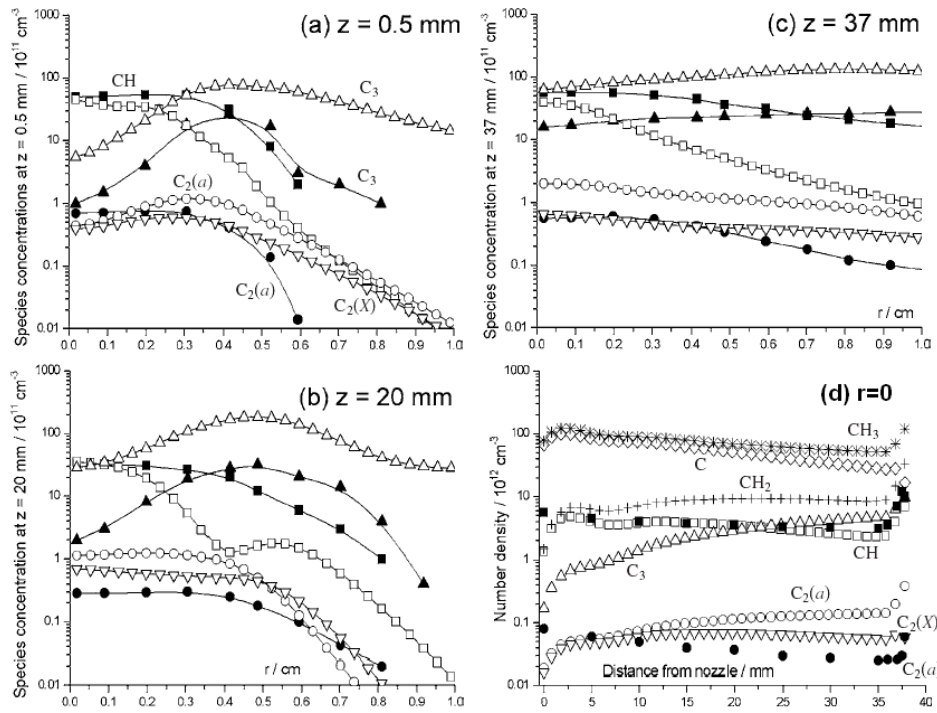 (a) z = 0.5 mm
Species concentrations at z = 0.5 mm / 10¹¹ cm⁻³
1000
100
10
1
0.1
0.01
CH
C₃
C₃
C₂(a)
C₂(a)
C₂(X)
0.0 0.1 0.2 0.3 0.4 0.5 0.6 0.7 0.8 0.9 1.0
(c) z = 37 mm
Species concentration at z = 37 mm / 10¹¹ cm⁻³
1000
100
10
1
0.1
0.01
r / cm
0.0 0.1 0.2 0.3 0.4 0.5 0.6 0.7 0.8 0.9 1.0
(b) z = 20 mm
Species concentration at z = 20 mm / 10¹¹ cm⁻³
1000
100
10
1
0.1
0.01
r / cm
0.0 0.1 0.2 0.3 0.4 0.5 0.6 0.7 0.8 0.9 1.0
(d) r=0
Number density / 10¹² cm⁻³
1000
100
10
1
0.1
0.01
CH₃
C
CH₂
CH
C₃
C₂(a)
C₂(X)
C₂(a)
Distance from nozzle / mm
0 5 10 15 20 25 30 35 40